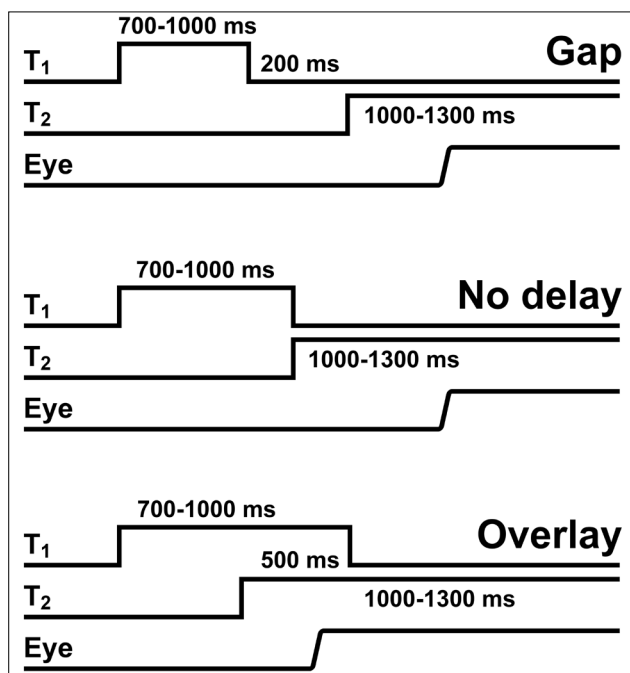 700-1000 ms
Gap
T₁
200 ms
T₂
1000-1300 ms
Eye
700-1000 ms
No delay
T₁
T₂
1000-1300 ms
Eye
700-1000 ms
Overlay
T₁
500 ms
T₂
1000-1300 ms
Eye